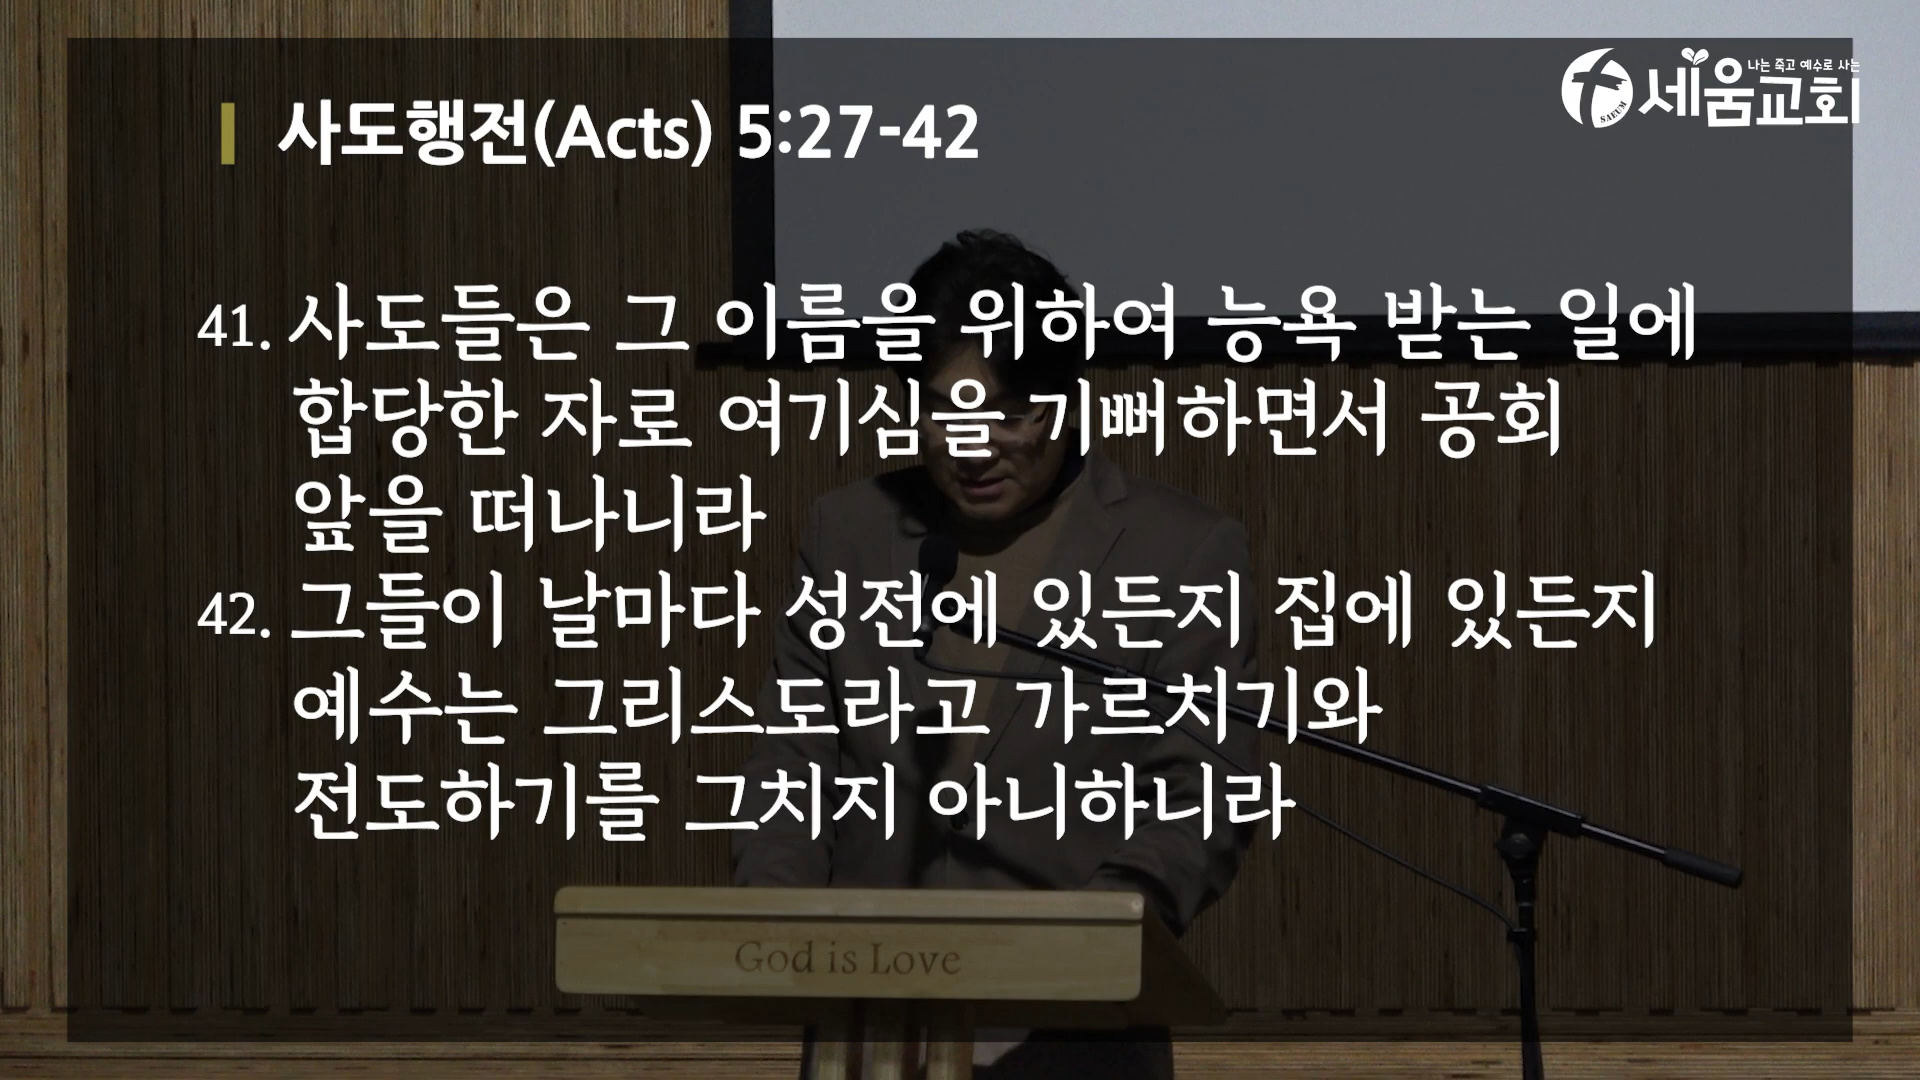 나는 죽고 예수로 사는
세움교회
SAEUM
사도행전(Acts) 5:27-42
41. 사도들은 그 이름을 위하여 능욕 받는 일에
합당한 자로 여기심을 기뻐하면서 공회
앞을 떠나니라
42. 그들이 날마다 성전에 있든지 집에 있든지
예수는 그리스도라고 가르치기와
전도하기를 그치지 아니하니라
God is Love